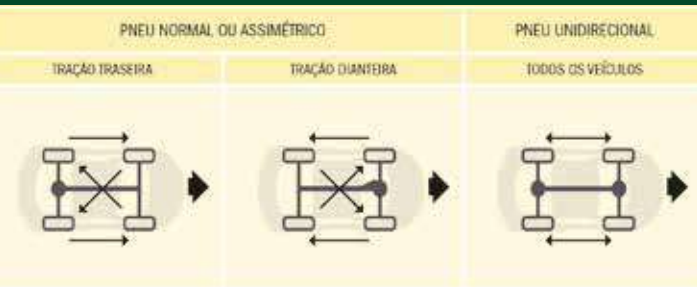 PNEU NORMAL OU ASSIMÉTRICO
PNEU UNIDIRECIONAL
TRAÇÃO TRASEIRA
TRAÇÃO DIANTEIRA
TODOS OS VEÍCULOS